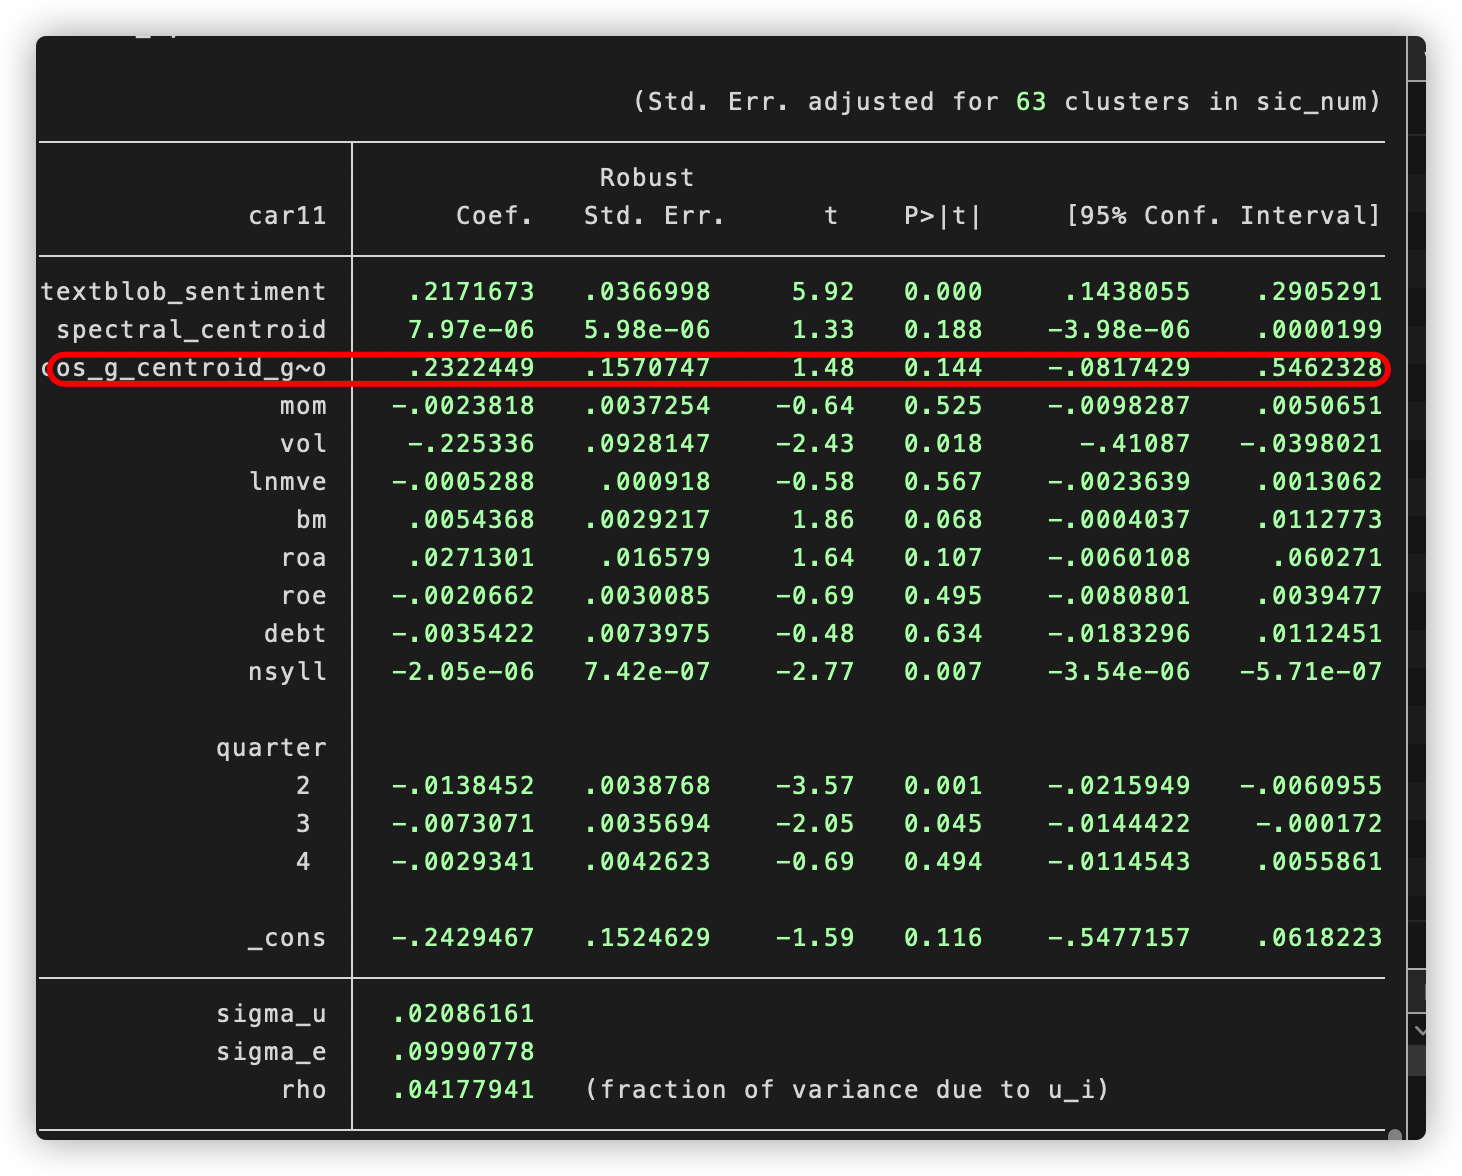 (Std. Err. adjusted for 63 clusters in sic_num)
Robust
car11 Coef. Std. Err. t P>|t| [95% Conf. Interval]
textblob_sentiment .2171673 .0366998 5.92 0.000 .1438055 .2905291
spectral_centroid 7.97e-06 5.98e-06 1.33 0.188 -3.98e-06 .0000199
cos_g_centroid_g~o .2322449 .1570747 1.48 0.144 -.0817429 .5462328
mom -.0023818 .0037254 -0.64 0.525 -.0098287 .0050651
vol -.225336 .0928147 -2.43 0.018 -.41087 -.0398021
lnmve -.0005288 .000918 -0.58 0.567 -.0023639 .0013062
bm .0054368 .0029217 1.86 0.068 -.0004037 .0112773
roa .0271301 .016579 1.64 0.107 -.0060108 .060271
roe -.0020662 .0030085 -0.69 0.495 -.0080801 .0039477
debt -.0035422 .0073975 -0.48 0.634 -.0183296 .0112451
nsyll -2.05e-06 7.42e-07 -2.77 0.007 -3.54e-06 -5.71e-07
quarter
2 -.0138452 .0038768 -3.57 0.001 -.0215949 -.0060955
3 -.0073071 .0035694 -2.05 0.045 -.0144422 -.000172
4 -.0029341 .0042623 -0.69 0.494 -.0114543 .0055861
_cons -.2429467 .1524629 -1.59 0.116 -.5477157 .0618223
sigma_u .02086161
sigma_e .09990778
rho .04177941 (fraction of variance due to u_i)